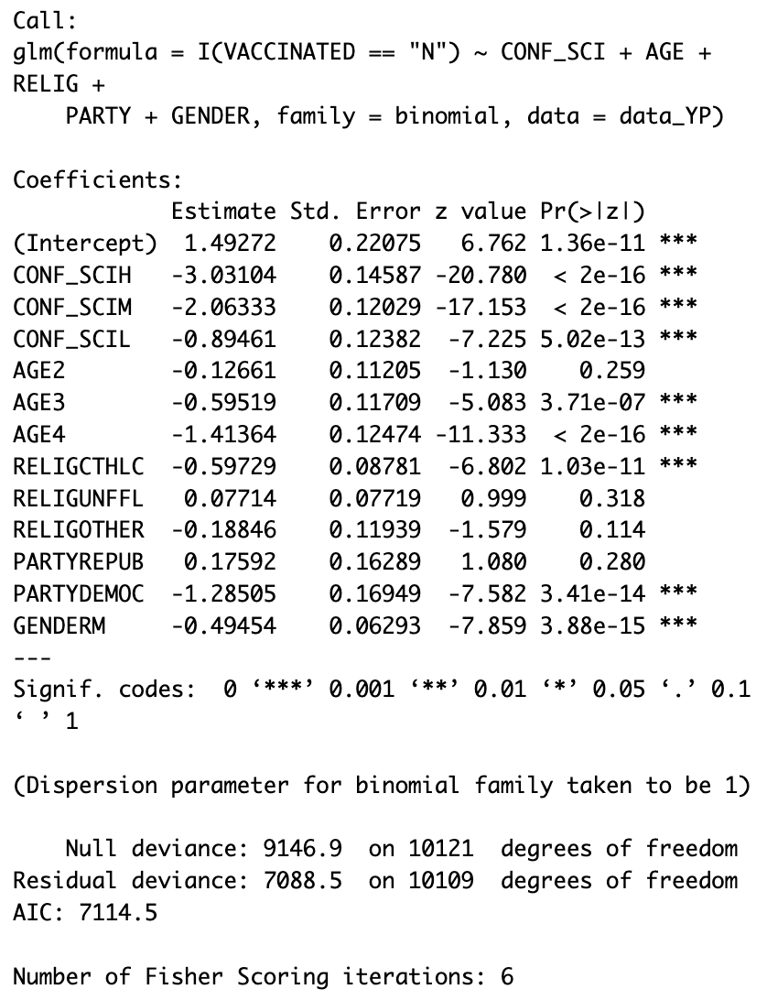 Call:
glm(formula = I(VACCINATED == "N") ~ CONF_SCI + AGE +
RELIG +
    PARTY + GENDER, family = binomial, data = data_YP)

Coefficients:
            Estimate Std. Error z value Pr(>|z|)
(Intercept)  1.49272    0.22075   6.762 1.36e-11 ***
CONF_SCIH   -3.03104    0.14587 -20.780  < 2e-16 ***
CONF_SCIM   -2.06333    0.12029 -17.153  < 2e-16 ***
CONF_SCIL   -0.89461    0.12382  -7.225 5.02e-13 ***
AGE2        -0.12661    0.11205  -1.130    0.259
AGE3        -0.59519    0.11709  -5.083 3.71e-07 ***
AGE4        -1.41364    0.12474 -11.333  < 2e-16 ***
RELIGCTHLC  -0.59729    0.08781  -6.802 1.03e-11 ***
RELIGUNFFL   0.07714    0.07719   0.999    0.318
RELIGOTHER  -0.18846    0.11939  -1.579    0.114
PARTYREPUB   0.17592    0.16289   1.080    0.280
PARTYDEMOC  -1.28505    0.16949  -7.582 3.41e-14 ***
GENDERM     -0.49454    0.06293  -7.859 3.88e-15 ***
---
Signif. codes:  0 ‘***’ 0.001 ‘**’ 0.01 ‘*’ 0.05 ‘.’ 0.1
‘ ’ 1

(Dispersion parameter for binomial family taken to be 1)

    Null deviance: 9146.9  on 10121  degrees of freedom
Residual deviance: 7088.5  on 10109  degrees of freedom
AIC: 7114.5

Number of Fisher Scoring iterations: 6